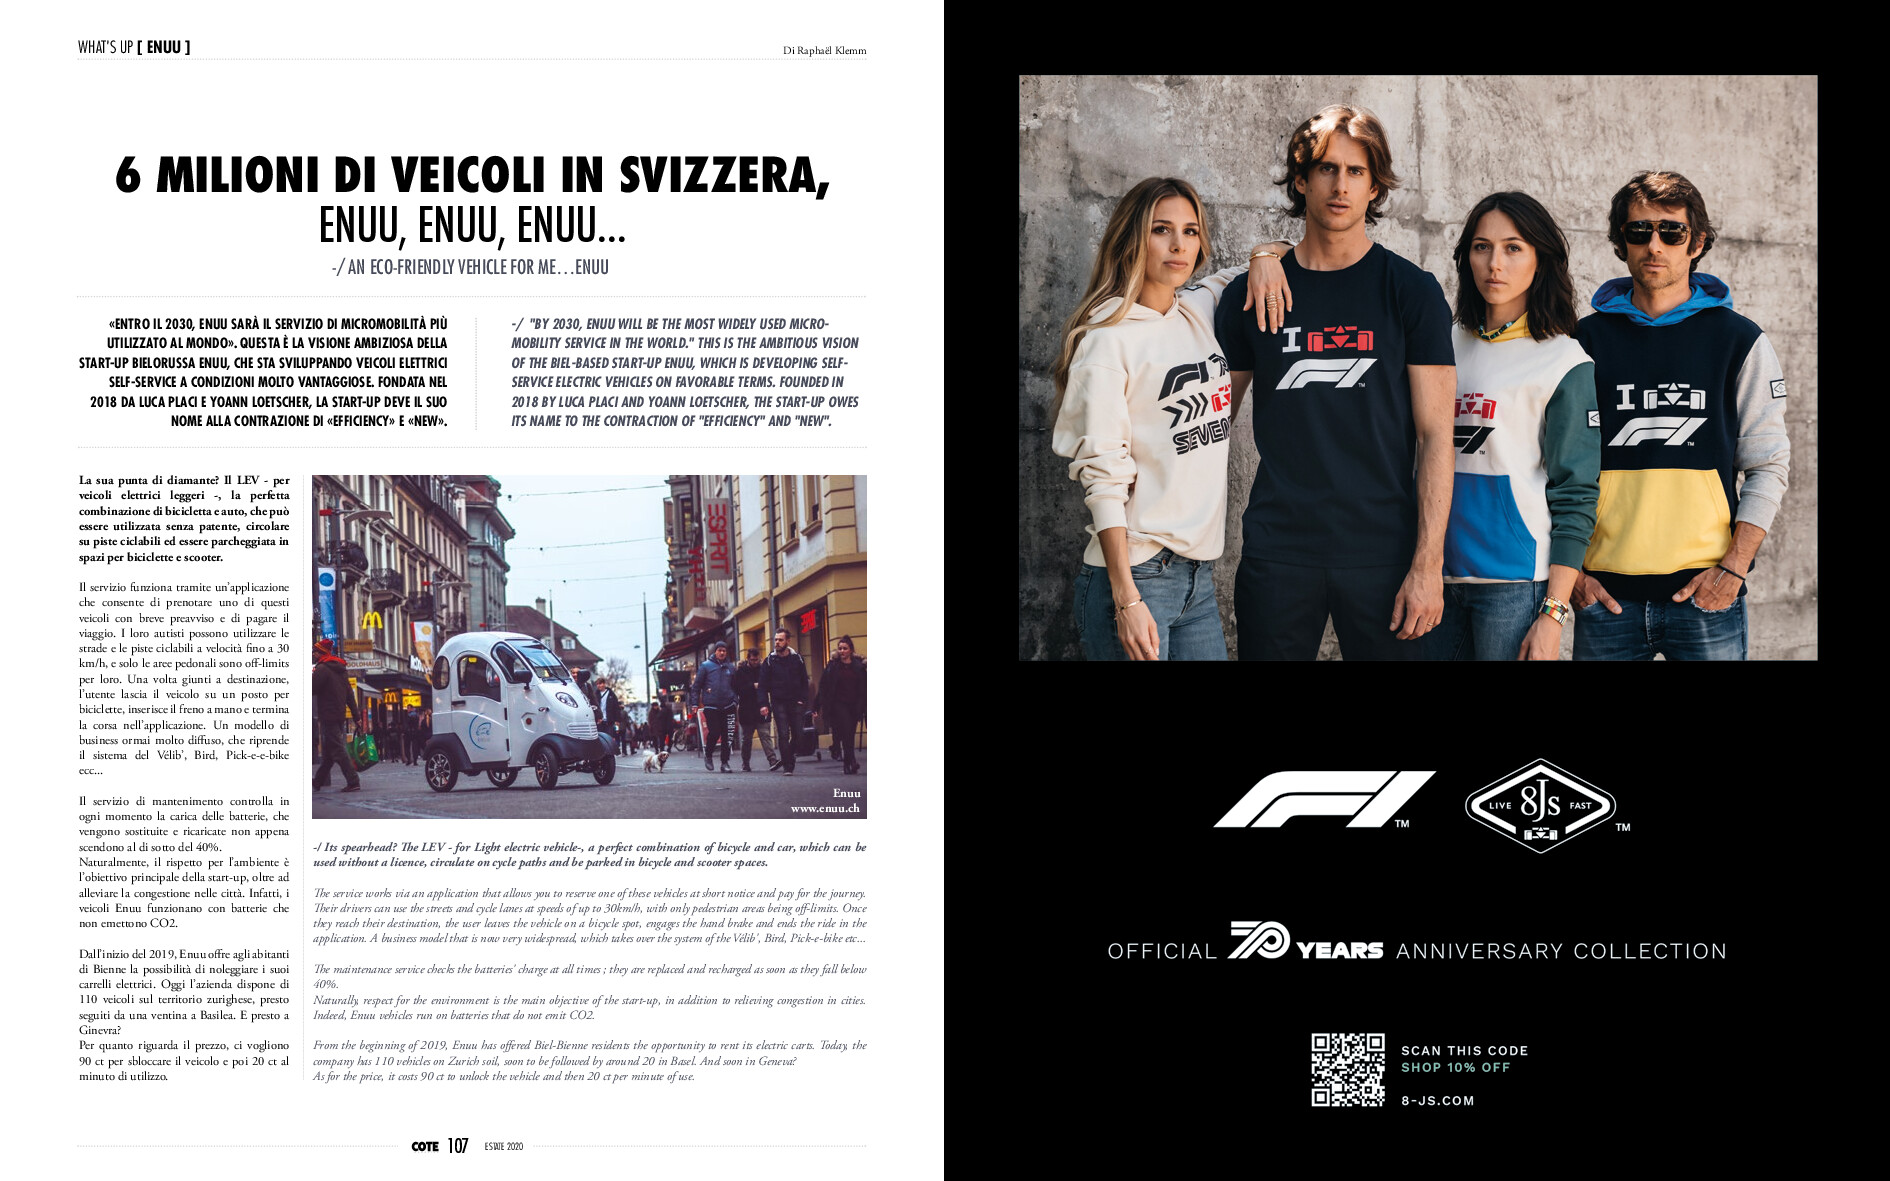 WHAT'S UP [ ENUU ]
Di Raphaël Klemm
6 MILIONI DI VEICOLI IN SVIZZERA,
ENUU, ENUU, ENUU...
-/ AN ECO-FRIENDLY VEHICLE FOR ME…ENUU
«ENTRO IL 2030, ENUU SARÀ IL SERVIZIO DI MICROMOBILITÀ PIÙ
UTILIZZATO AL MONDO». QUESTA È LA VISIONE AMBIZIOSA DELLA
START-UP BIELORUSSA ENUU, CHE STA SVILUPPANDO VEICOLI ELETTRICI
SELF-SERVICE A CONDIZIONI MOLTO VANTAGGIOSE. FONDATA NEL
2018 DA LUCA PLACI E YOANN LOETSCHER, LA START-UP DEVE IL SUO
NOME ALLA CONTRAZIONE DI «EFFICIENCY» E «NEW».
-/ "BY 2030, ENUU WILL BE THE MOST WIDELY USED MICRO-
MOBILITY SERVICE IN THE WORLD." THIS IS THE AMBITIOUS VISION
OF THE BIEL-BASED START-UP ENUU, WHICH IS DEVELOPING SELF-
SERVICE ELECTRIC VEHICLES ON FAVORABLE TERMS. FOUNDED IN
2018 BY LUCA PLACI AND YOANN LOETSCHER, THE START-UP OWES
ITS NAME TO THE CONTRACTION OF "EFFICIENCY" AND "NEW".
La sua punta di diamante? Il LEV - per
veicoli elettrici leggeri -, la perfetta
combinazione di bicicletta e auto, che può
essere utilizzata senza patente, circolare
su piste ciclabili ed essere parcheggiata in
spazi per biciclette e scooter.
Il servizio funziona tramite un'applicazione
che consente di prenotare uno di questi
veicoli con breve preavviso e di pagare il
viaggio. I loro autisti possono utilizzare le
strade e le piste ciclabili a velocità fino a 30
km/h, e solo le aree pedonali sono off-limits
per loro. Una volta giunti a destinazione,
l'utente lascia il veicolo su un posto per
biciclette, inserisce il freno a mano e termina
la corsa nell'applicazione. Un modello di
business ormai molto diffuso, che riprende
il sistema del Vélib', Bird, Pick-e-e-bike
ecc...
Il servizio di mantenimento controlla in
ogni momento la carica delle batterie, che
vengono sostituite e ricaricate non appena
scendono al di sotto del 40%.
Naturalmente, il rispetto per l'ambiente è
l'obiettivo principale della start-up, oltre ad
alleviare la congestione nelle città. Infatti, i
veicoli Enuu funzionano con batterie che
non emettono CO2.
Dall'inizio del 2019, Enuu offre agli abitanti
di Bienne la possibilità di noleggiare i suoi
carrelli elettrici. Oggi l'azienda dispone di
110 veicoli sul territorio zurighese, presto
seguiti da una ventina a Basilea. E presto a
Ginevra?
Per quanto riguarda il prezzo, ci vogliono
90 ct per sbloccare il veicolo e poi 20 ct al
minuto di utilizzo.
ESPRIT
GOLDHAUS
Enuu
www.enuu.ch
-/ Its spearhead? The LEV - for Light electric vehicle-, a perfect combination of bicycle and car, which can be
used without a licence, circulate on cycle paths and be parked in bicycle and scooter spaces.
The service works via an application that allows you to reserve one of these vehicles at short notice and pay for the journey.
Their drivers can use the streets and cycle lanes at speeds of up to 30km/h, with only pedestrian areas being off-limits. Once
they reach their destination, the user leaves the vehicle on a bicycle spot, engages the hand brake and ends the ride in the
application. A business model that is now very widespread, which takes over the system of the Vélib', Bird, Pick-e-bike etc...
The maintenance service checks the batteries' charge at all times ; they are replaced and recharged as soon as they fall below
40%.
Naturally, respect for the environment is the main objective of the start-up, in addition to relieving congestion in cities.
Indeed, Enuu vehicles run on batteries that do not emit CO2.
From the beginning of 2019, Enuu has offered Biel-Bienne residents the opportunity to rent its electric carts. Today, the
company has 110 vehicles on Zurich soil, soon to be followed by around 20 in Basel. And soon in Geneva?
As for the price, it costs 90 ct to unlock the vehicle and then 20 ct per minute of use.
COTE 107 ESTATE 2020
I
F1 TM
I
F1 TM
F1 TM
LIVE 8Js FAST TM
OFFICIAL 70 YEARS ANNIVERSARY COLLECTION
SCAN THIS CODE
SHOP 10% OFF
8-JS.COM